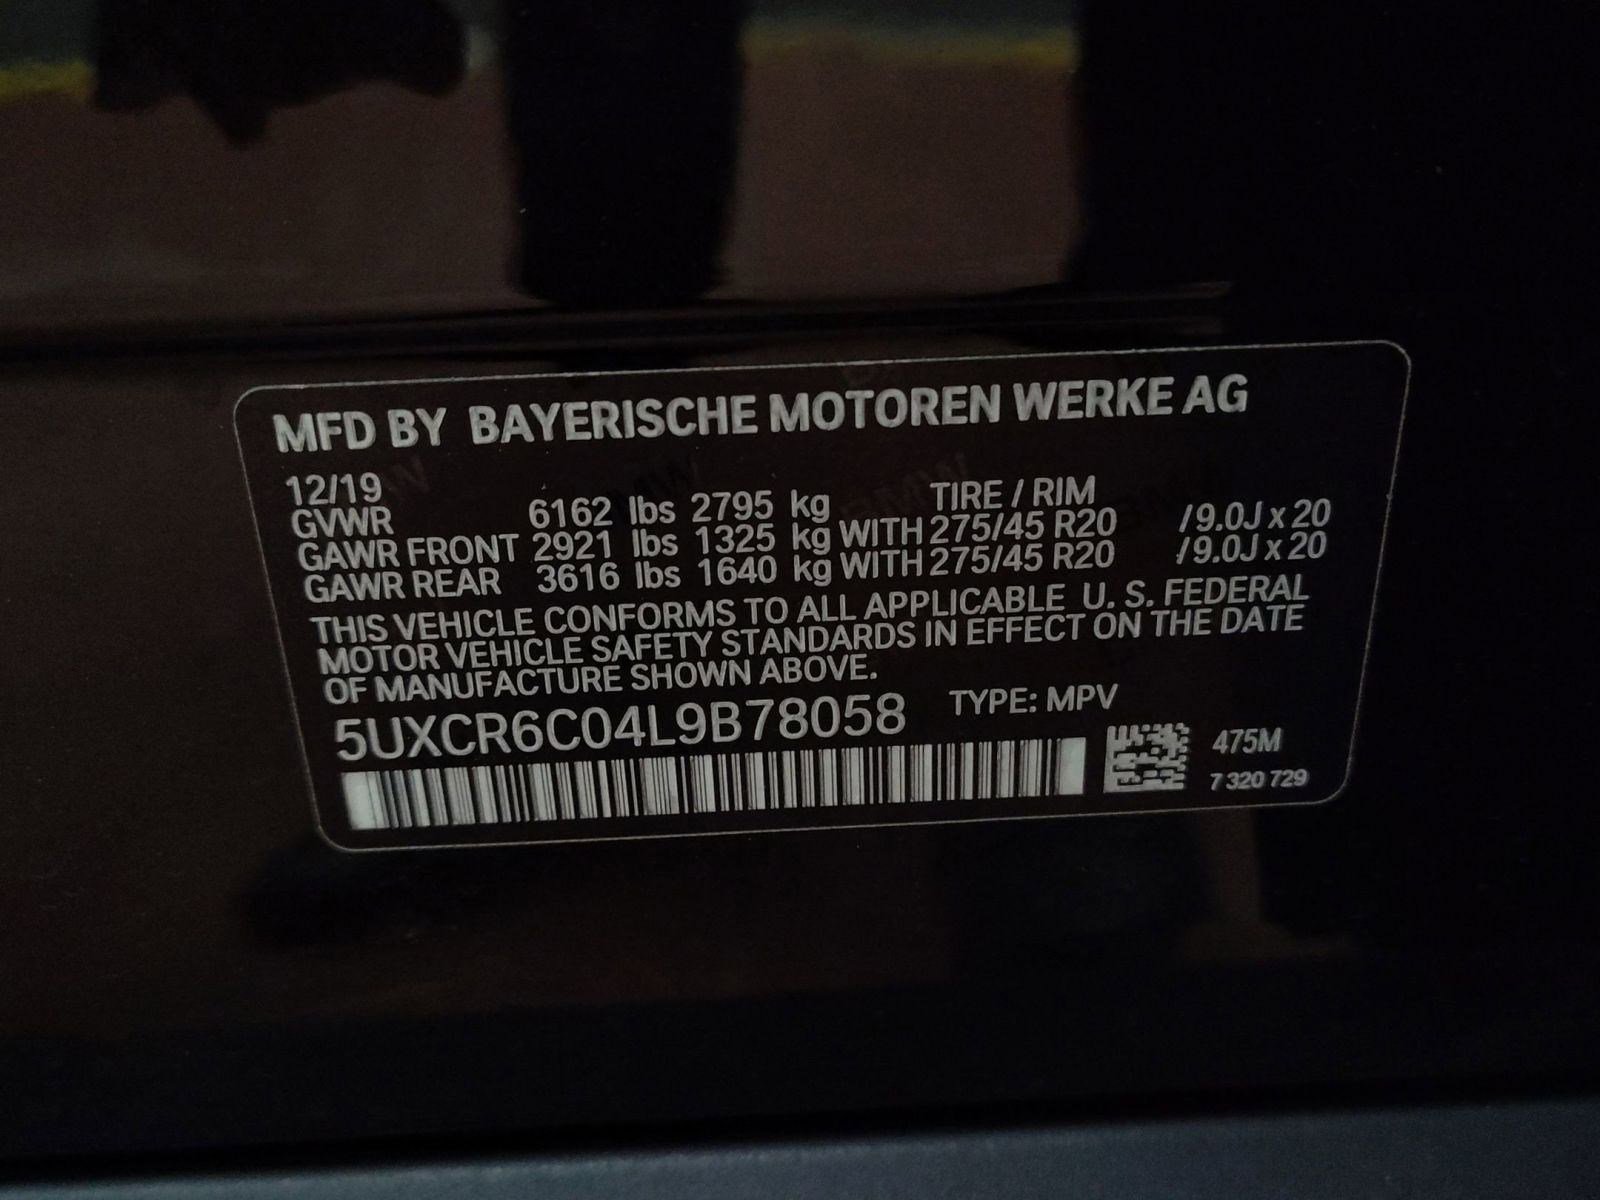 MFD BY BAYERISCHE MOTOREN WERKE AG
12/19
TIRE / RIM
GVWR 6162 lbs 2795 kg
GAWR FRONT 2921 lbs 1325 kg WITH 275/45 R20 /9.0J x 20
GAWR REAR 3616 lbs 1640 kg WITH 275/45 R20 /9.0J x 20
THIS VEHICLE CONFORMS TO ALL APPLICABLE U. S. FEDERAL
MOTOR VEHICLE SAFETY STANDARDS IN EFFECT ON THE DATE
OF MANUFACTURE SHOWN ABOVE.
5UXCR6C04L9B78058 TYPE: MPV
475M
7 320 729